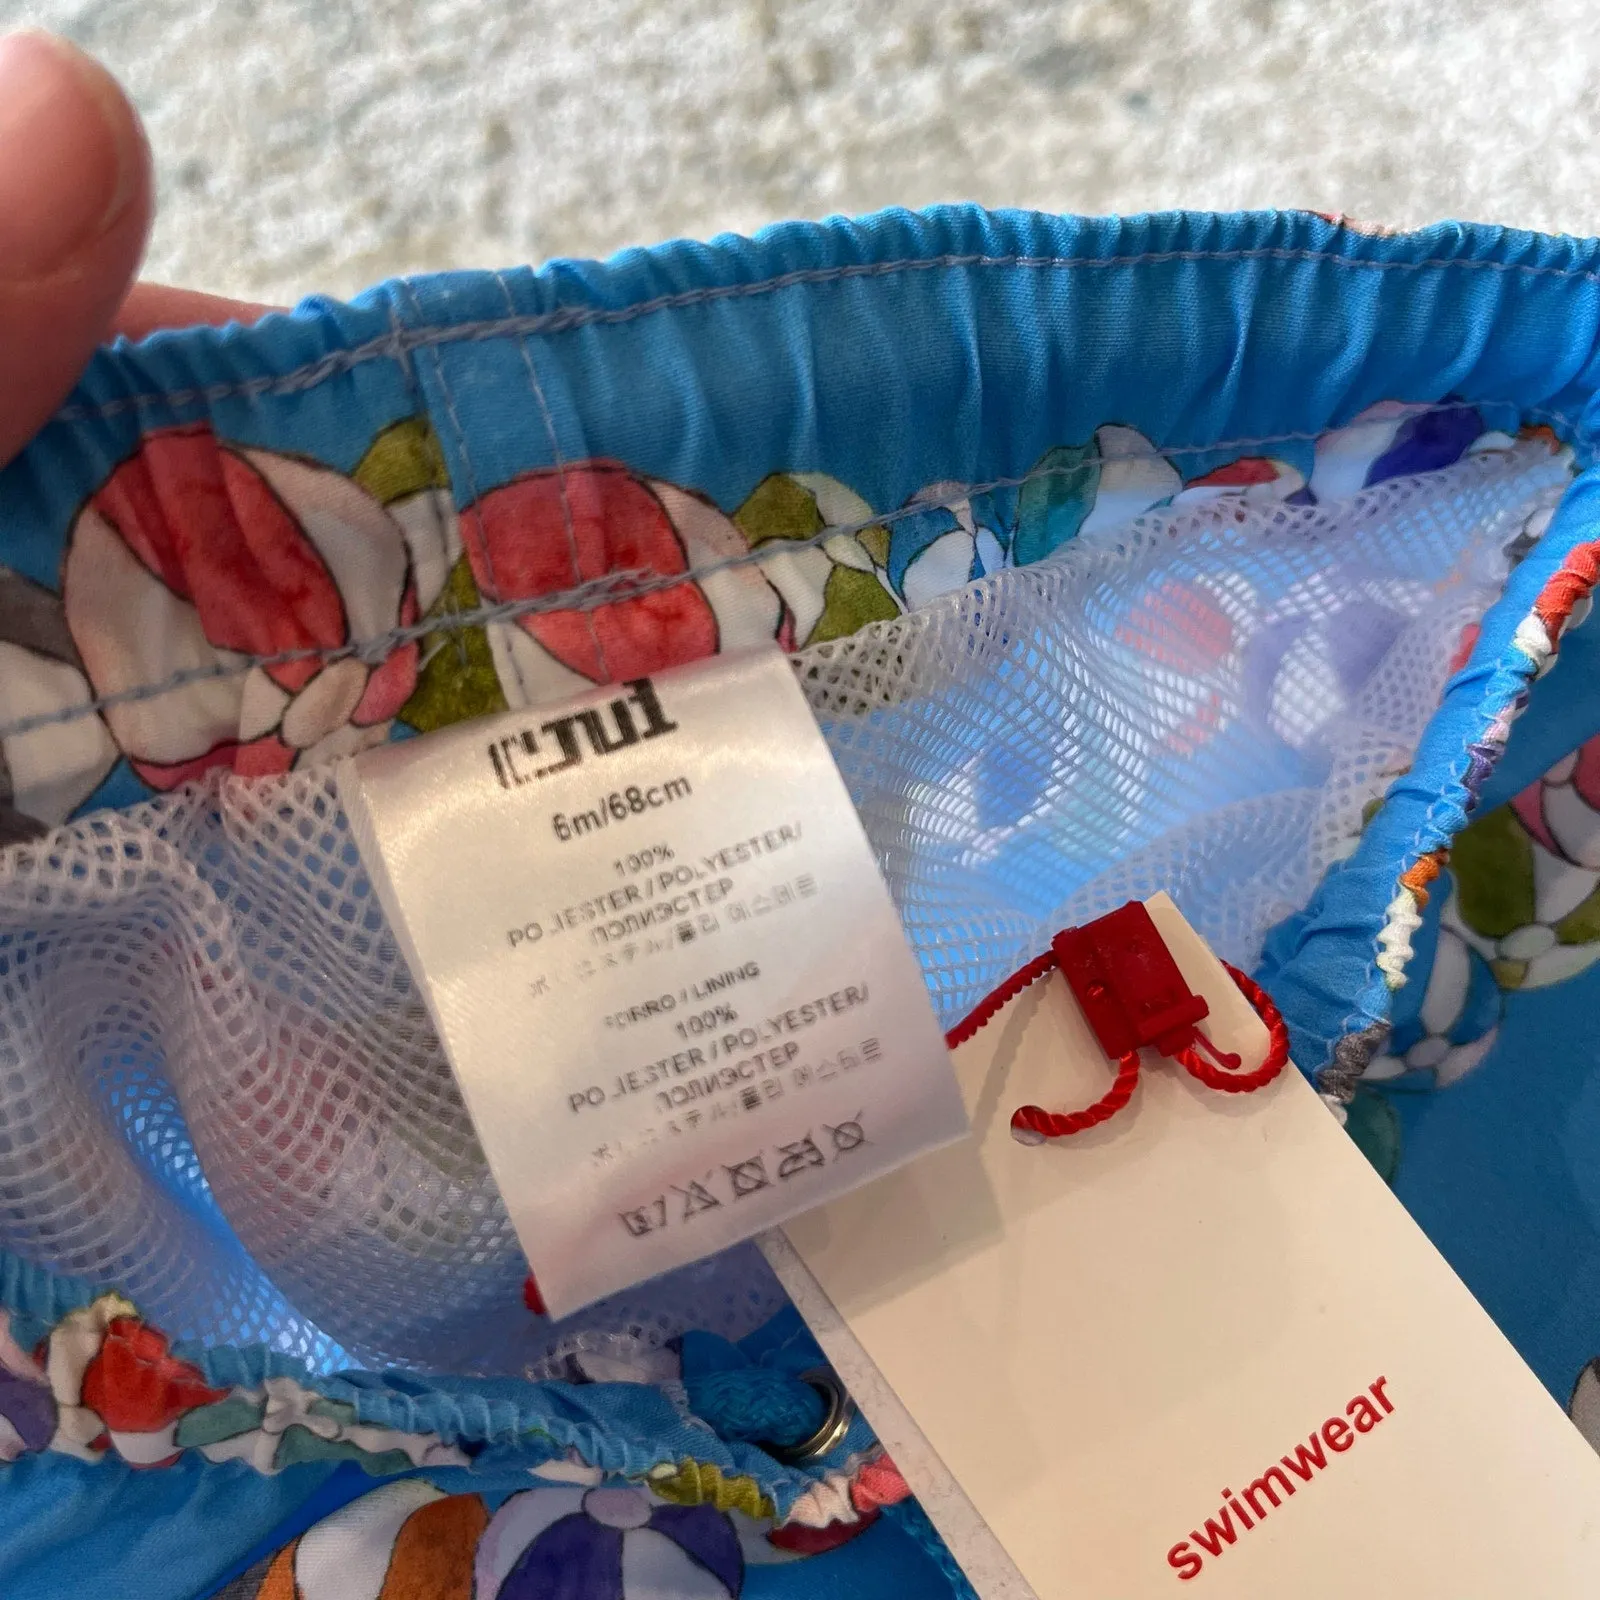 6m/68cm
100%
POLIESTER / POLYESTER/
ПОЛИЭСТЕР
FORRO / LINING
100%
POLIESTER / POLYESTER/
ПОЛИЭСТЕР
swimwear